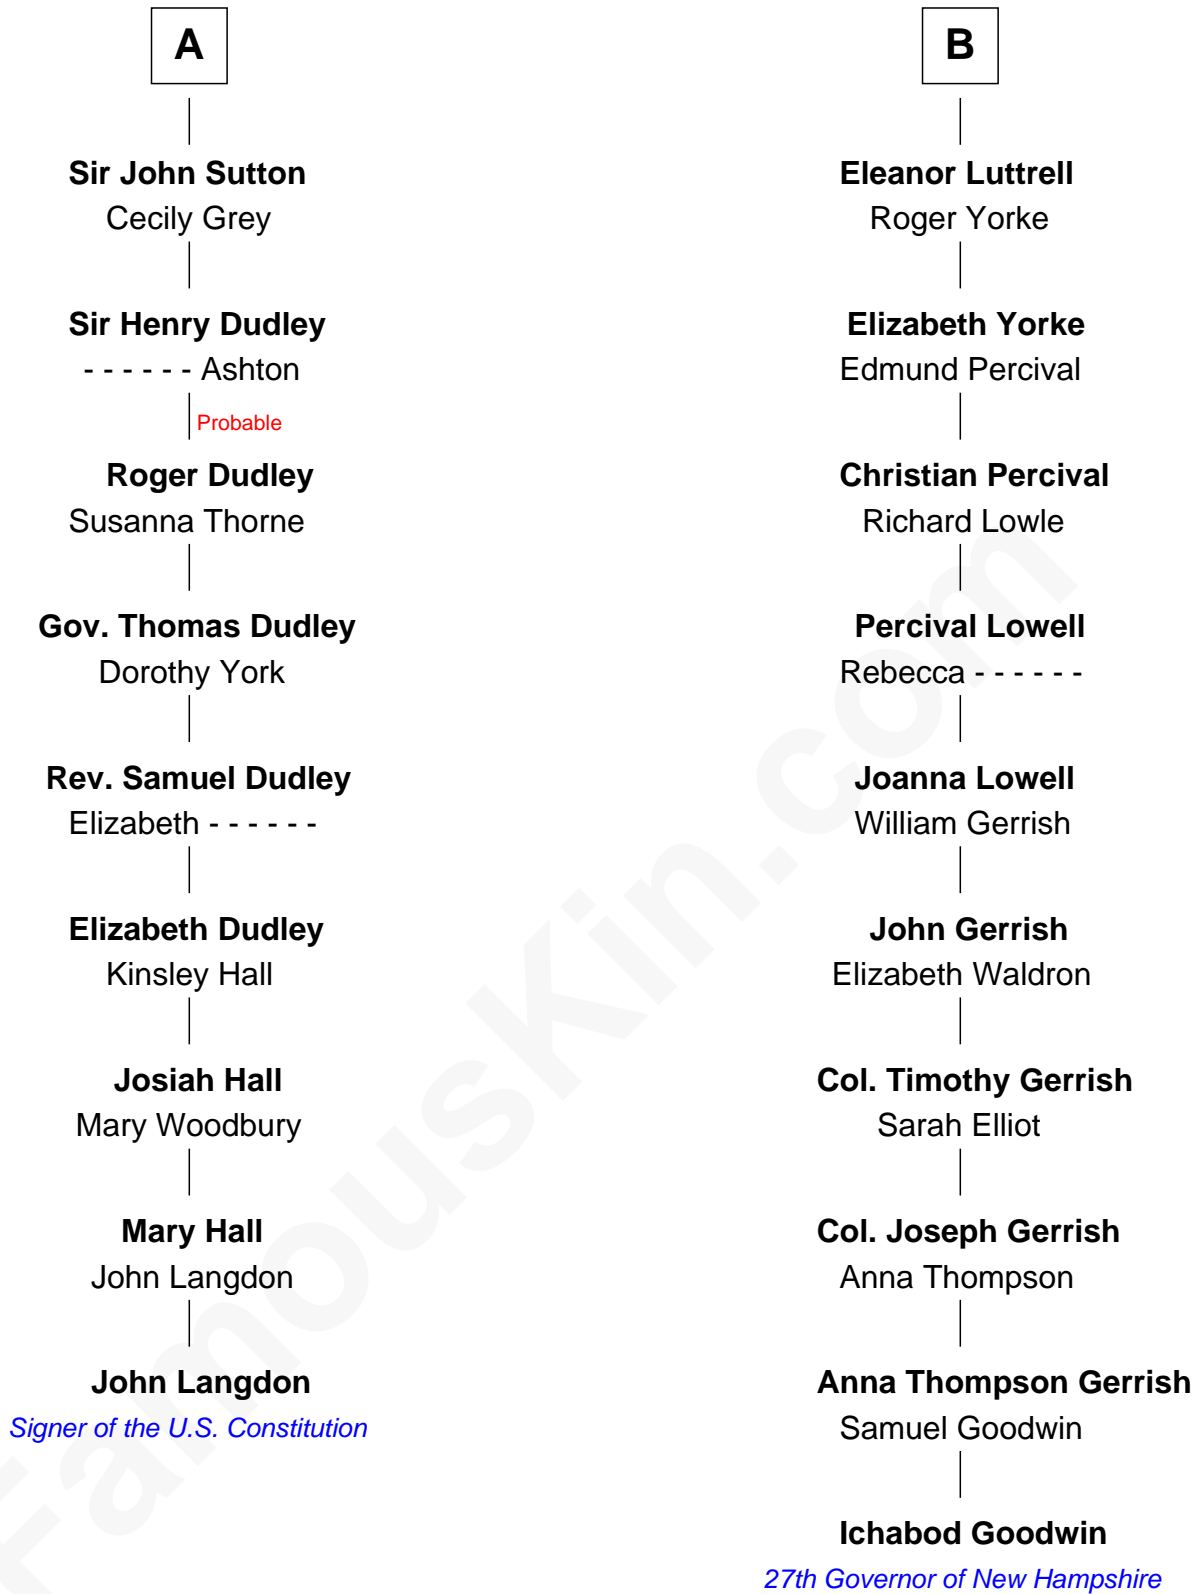 A
Sir John Sutton
Cecily Grey
Sir Henry Dudley
- - - - - - Ashton
Probable
Roger Dudley
Susanna Thorne
Gov. Thomas Dudley
Dorothy York
Rev. Samuel Dudley
Elizabeth - - - - - -
Elizabeth Dudley
Kinsley Hall
Josiah Hall
Mary Woodbury
Mary Hall
John Langdon
John Langdon
Signer of the U.S. Constitution
B
Eleanor Luttrell
Roger Yorke
Elizabeth Yorke
Edmund Percival
Christian Percival
Richard Lowle
Percival Lowell
Rebecca - - - - - -
Joanna Lowell
William Gerrish
John Gerrish
Elizabeth Waldron
Col. Timothy Gerrish
Sarah Elliot
Col. Joseph Gerrish
Anna Thompson
Anna Thompson Gerrish
Samuel Goodwin
Ichabod Goodwin
27th Governor of New Hampshire
FamousKin.com